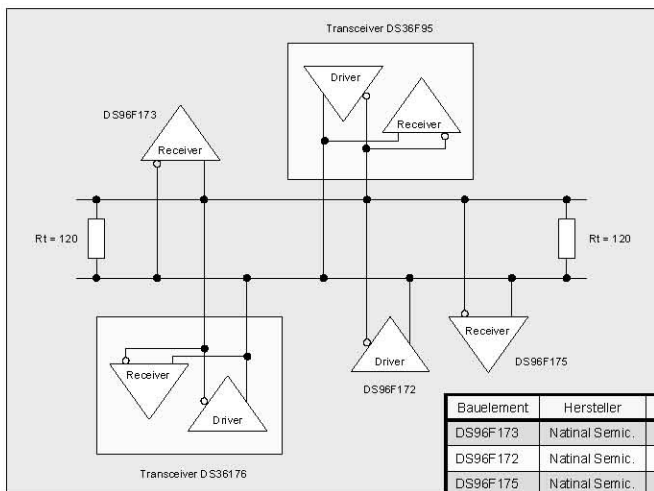 Transceiver DS36F95
Driver
Receiver
DS96F173
Receiver
Rt = 120
Rt = 120
Receiver
Driver
Transceiver DS36176
Driver
DS96F172
Receiver
DS96F175
Bauelement Hersteller
DS96F173 Natinal Semic.
DS96F172 Natinal Semic.
DS96F175 Natinal Semic.